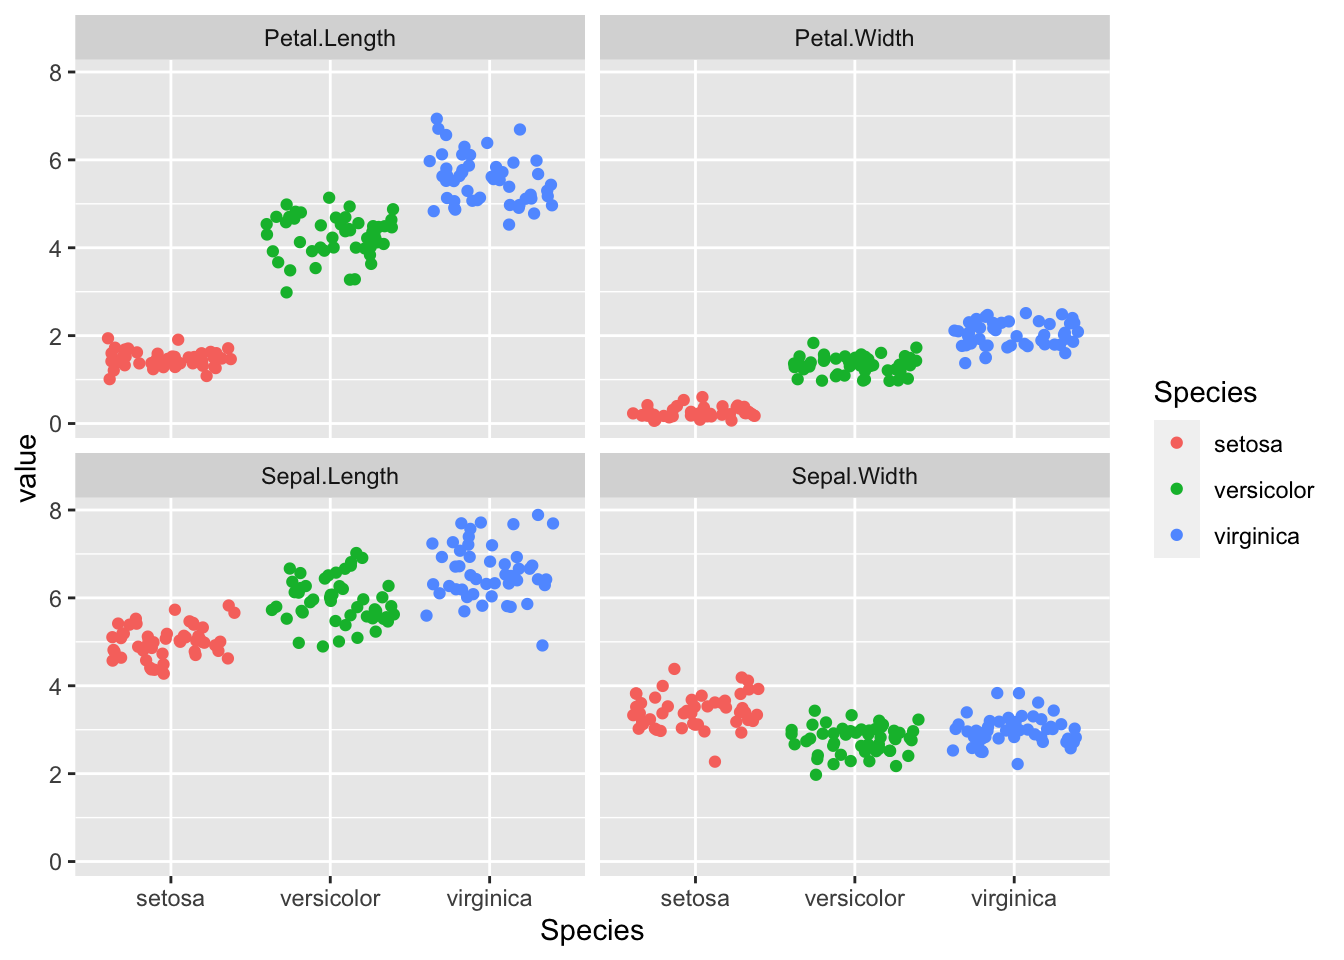 Petal.Length
Petal.Width
8
6
4
2
0
value
Sepal.Length
Sepal.Width
8
6
4
2
0
setosa
versicolor
virginica
setosa
versicolor
virginica
Species
Species
setosa
versicolor
virginica